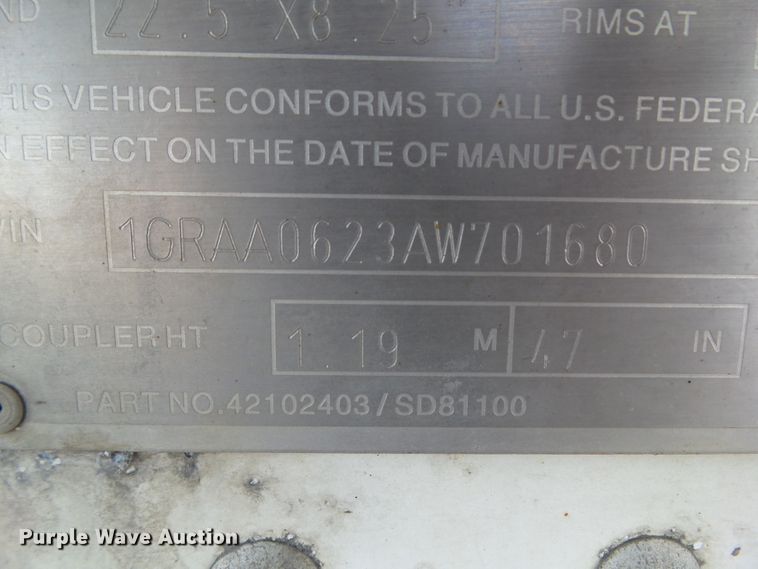 ND 22.5 X8.25" RIMS AT
HIS VEHICLE CONFORMS TO ALL U.S. FEDERA
N EFFECT ON THE DATE OF MANUFACTURE SH
VIN 1GRAA0623AW701680
COUPLER HT 1.19 M 47 IN
PART NO.42102403/SD81100
Purple Wave Auction